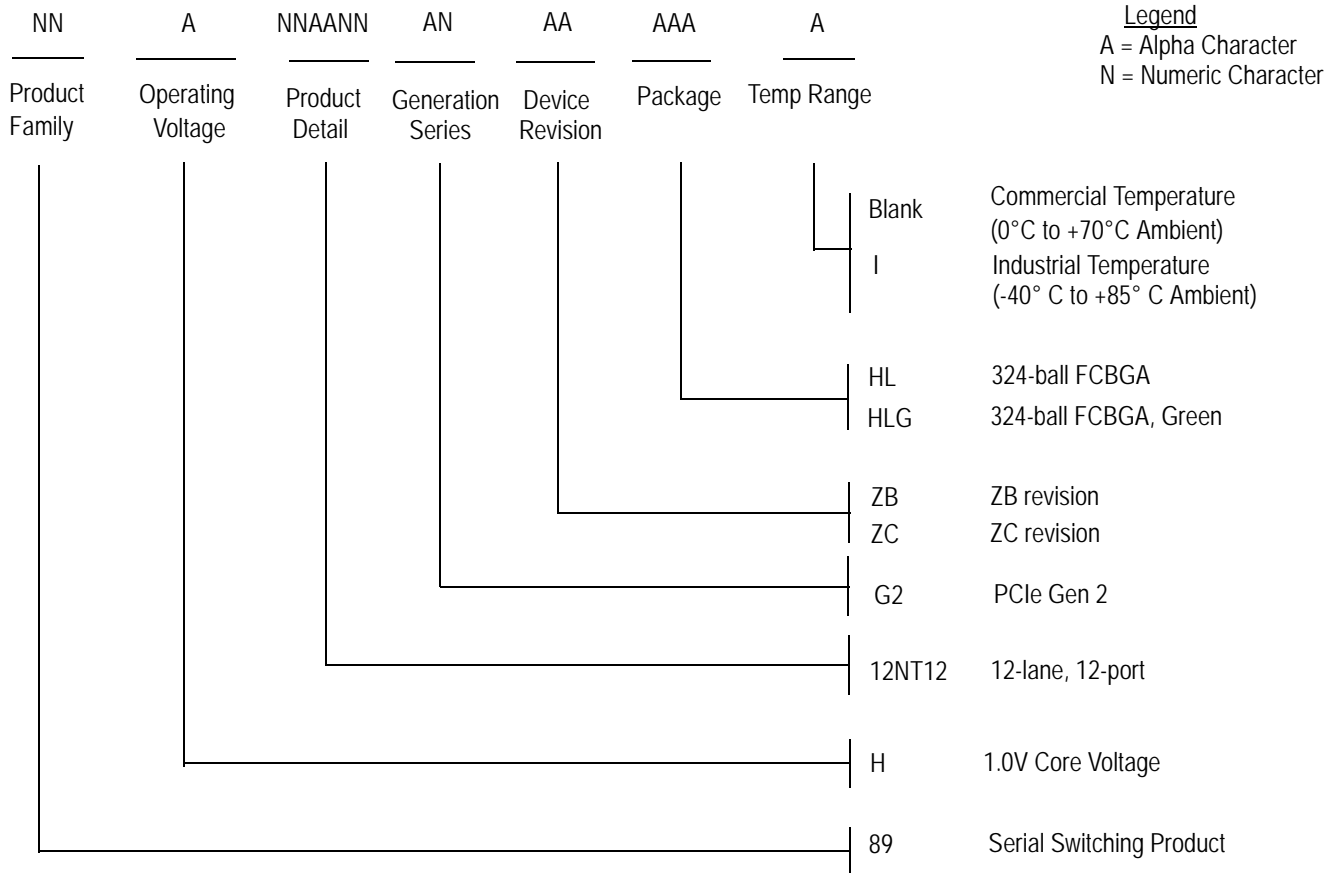 NN A NNAANN AN AA AAA A
Legend
A = Alpha Character
N = Numeric Character
Product Family
Operating Voltage
Product Detail
Generation Series
Device Revision
Package
Temp Range
Blank Commercial Temperature
(0°C to +70°C Ambient)
I Industrial Temperature
(-40° C to +85° C Ambient)
HL 324-ball FCBGA
HLG 324-ball FCBGA, Green
ZB ZB revision
ZC ZC revision
G2 PCIe Gen 2
12NT12 12-lane, 12-port
H 1.0V Core Voltage
89 Serial Switching Product